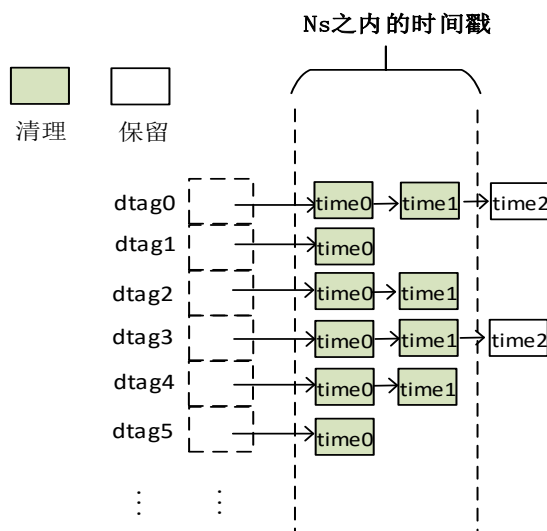 Ns之内的时间戳
清理 保留
dtag0 time0 time1 time2
dtag1 time0
dtag2 time0 time1
dtag3 time0 time1 time2
dtag4 time0 time1
dtag5 time0
⋮ ⋮